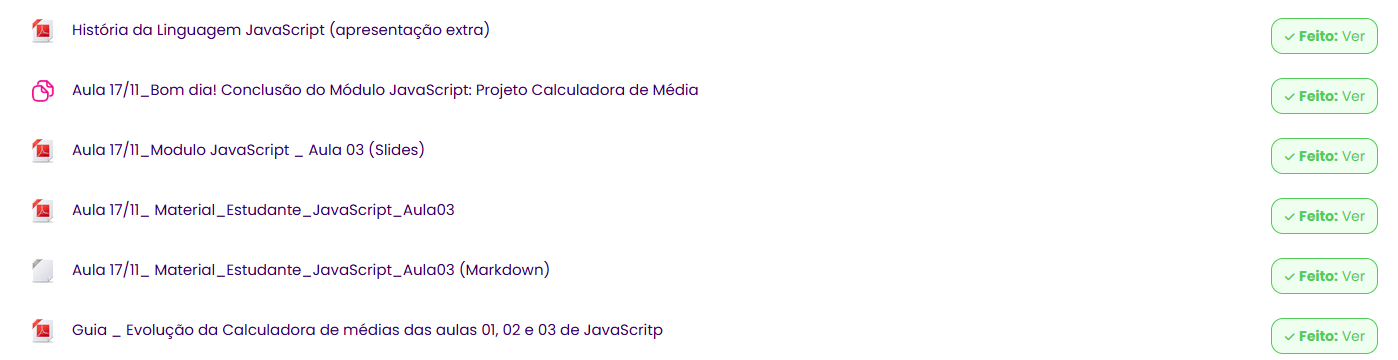 História da Linguagem JavaScript (apresentação extra)
✓ Feito: Ver
Aula 17/11_Bom dia! Conclusão do Módulo JavaScript: Projeto Calculadora de Média
✓ Feito: Ver
Aula 17/11_Modulo JavaScript _ Aula 03 (Slides)
✓ Feito: Ver
Aula 17/11_ Material_Estudante_JavaScript_Aula03
✓ Feito: Ver
Aula 17/11_ Material_Estudante_JavaScript_Aula03 (Markdown)
✓ Feito: Ver
Guia _ Evolução da Calculadora de médias das aulas 01, 02 e 03 de JavaScritp
✓ Feito: Ver